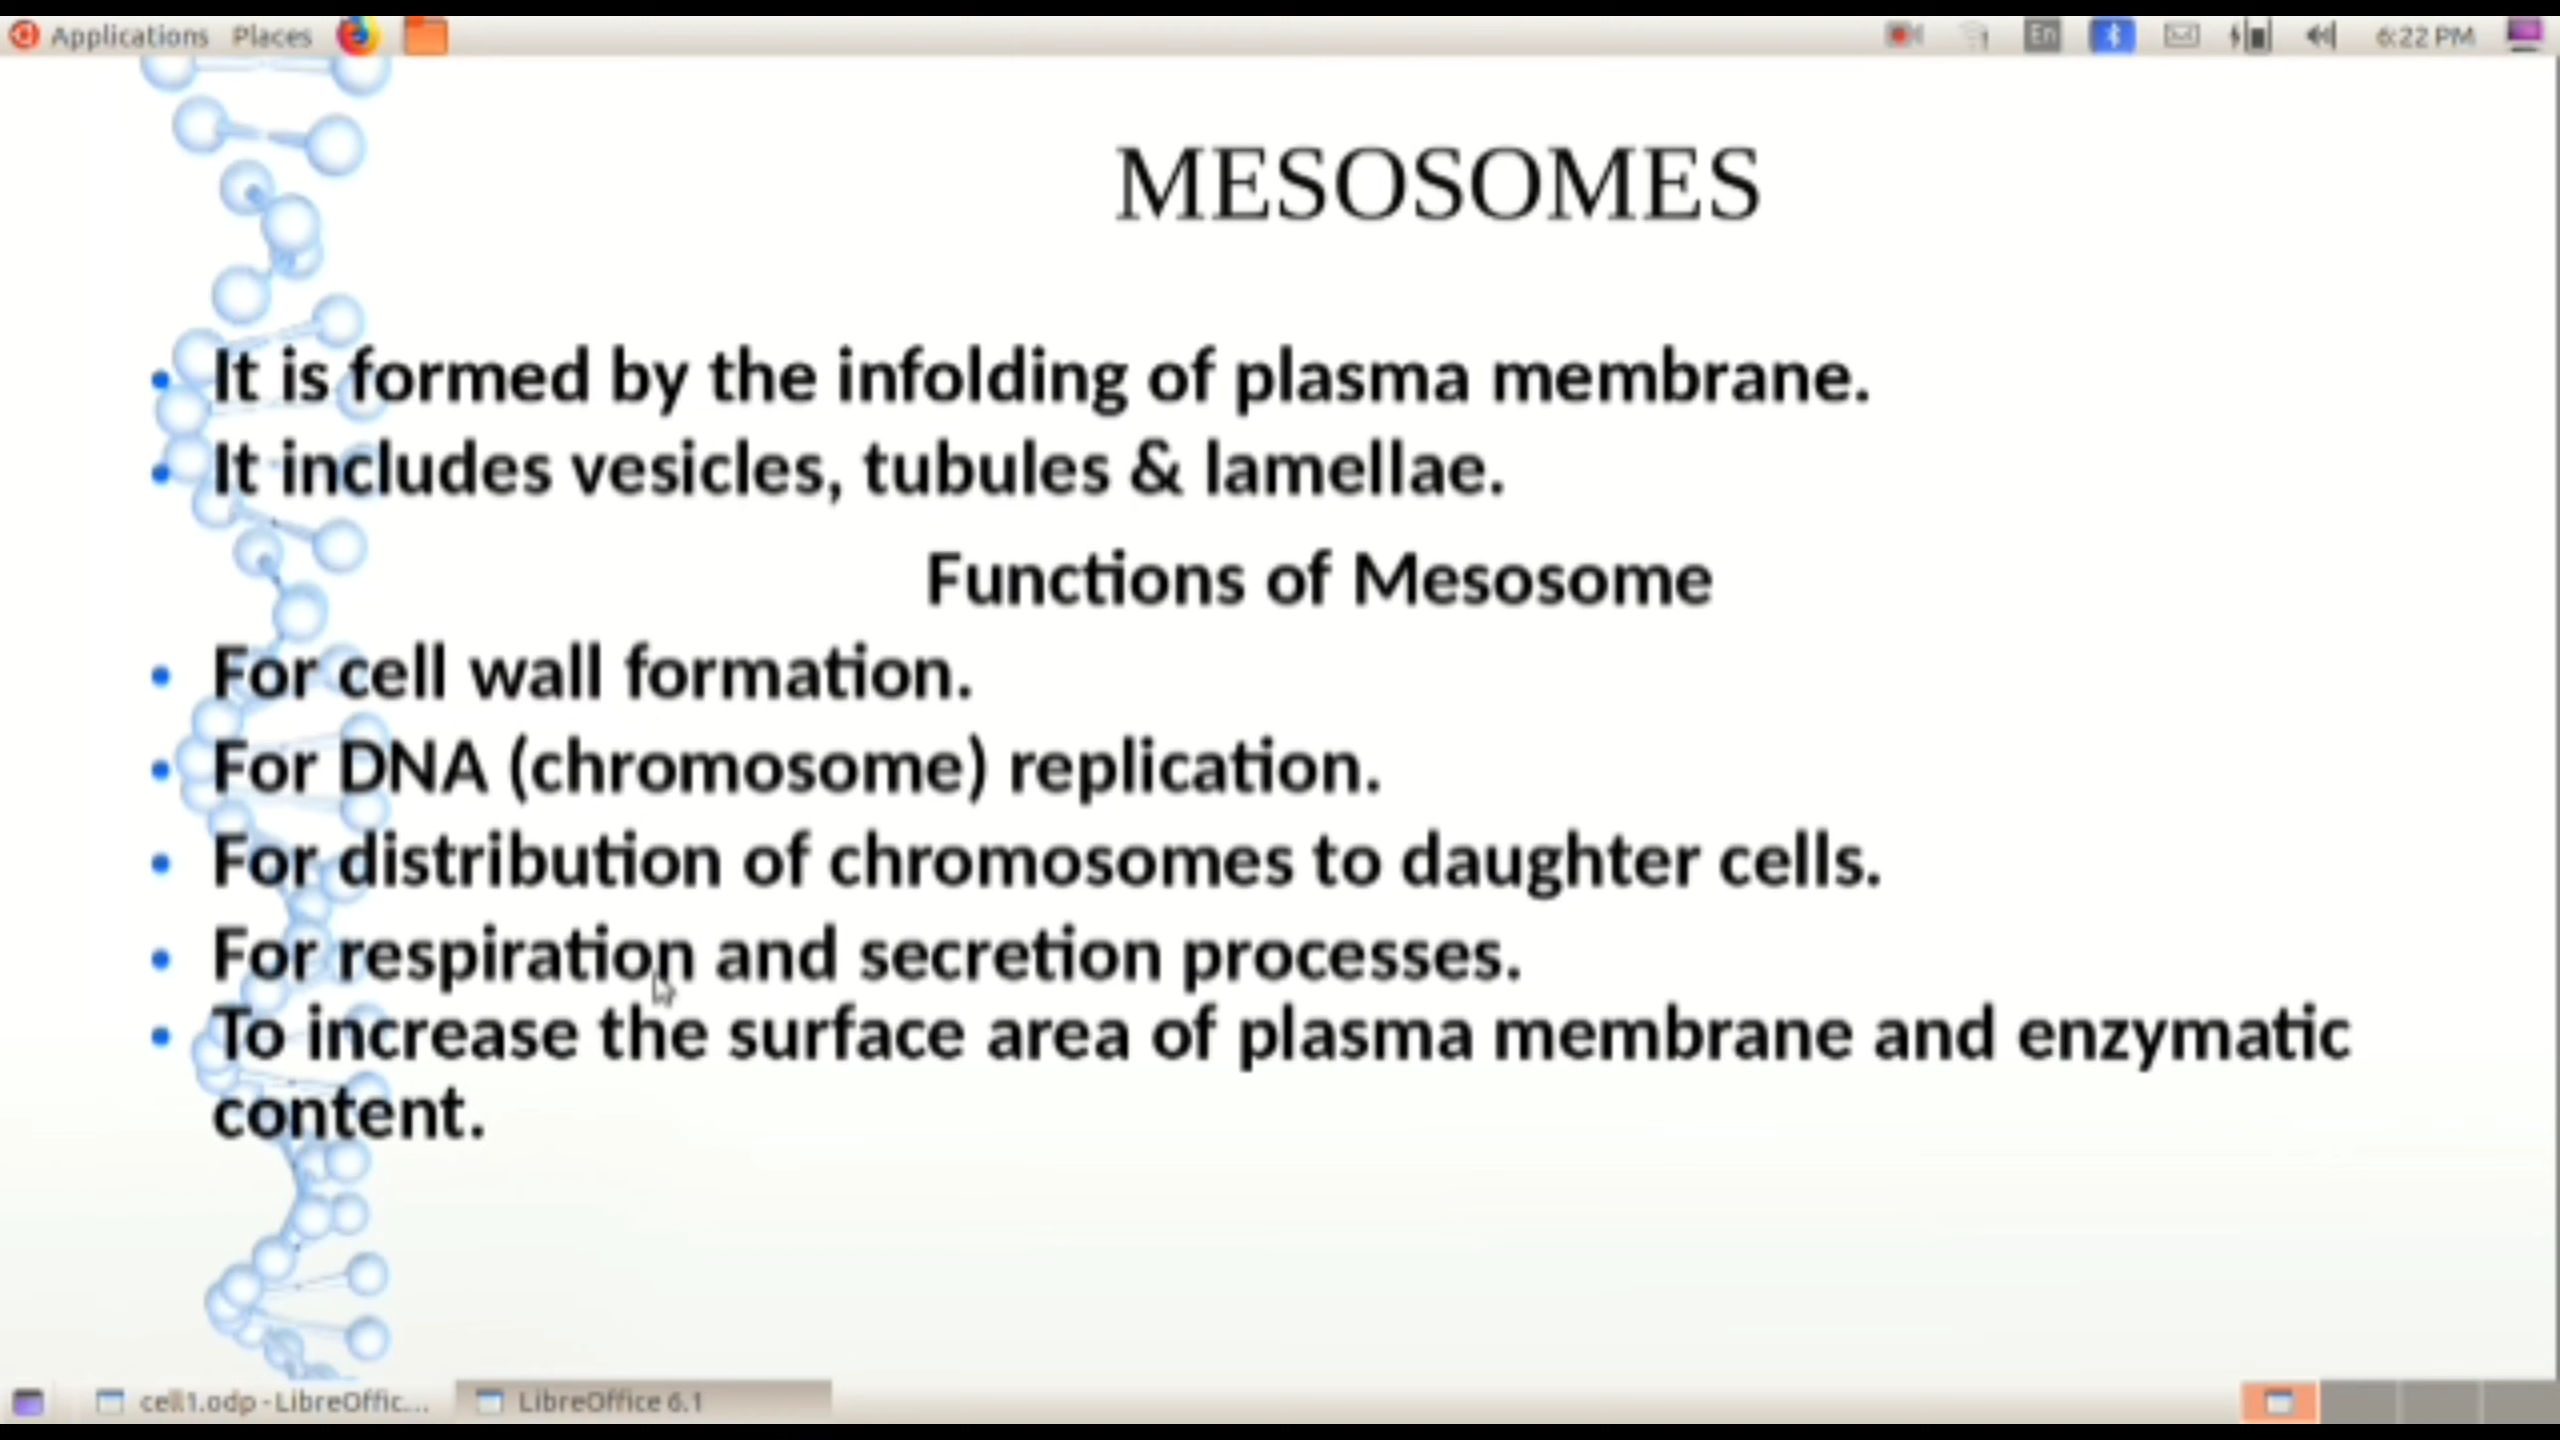 Applications Places En 6:22 PM
MESOSOMES
• It is formed by the infolding of plasma membrane.
• It includes vesicles, tubules & lamellae.
Functions of Mesosome
• For cell wall formation.
• For DNA (chromosome) replication.
• For distribution of chromosomes to daughter cells.
• For respiration and secretion processes.
• To increase the surface area of plasma membrane and enzymatic
content.
cell1.odp - LibreOffic... LibreOffice 6.1